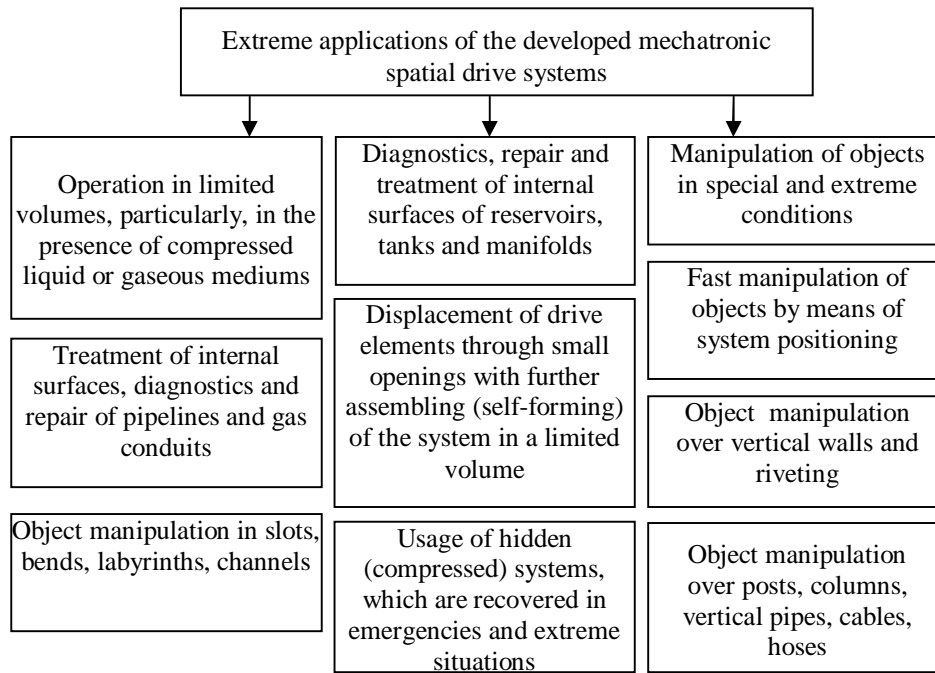 Extreme applications of the developed mechatronic
spatial drive systems
Operation in limited
volumes, particularly, in the
presence of compressed
liquid or gaseous mediums
Treatment of internal
surfaces, diagnostics and
repair of pipelines and gas
conduits
Object manipulation in slots,
bends, labyrinths, channels
Diagnostics, repair and
treatment of internal
surfaces of reservoirs,
tanks and manifolds
Displacement of drive
elements through small
openings with further
assembling (self-forming)
of the system in a limited
volume
Usage of hidden
(compressed) systems,
which are recovered in
emergencies and extreme
situations
Manipulation of objects
in special and extreme
conditions
Fast manipulation of
objects by means of
system positioning
Object manipulation
over vertical walls and
riveting
Object manipulation
over posts, columns,
vertical pipes, cables,
hoses